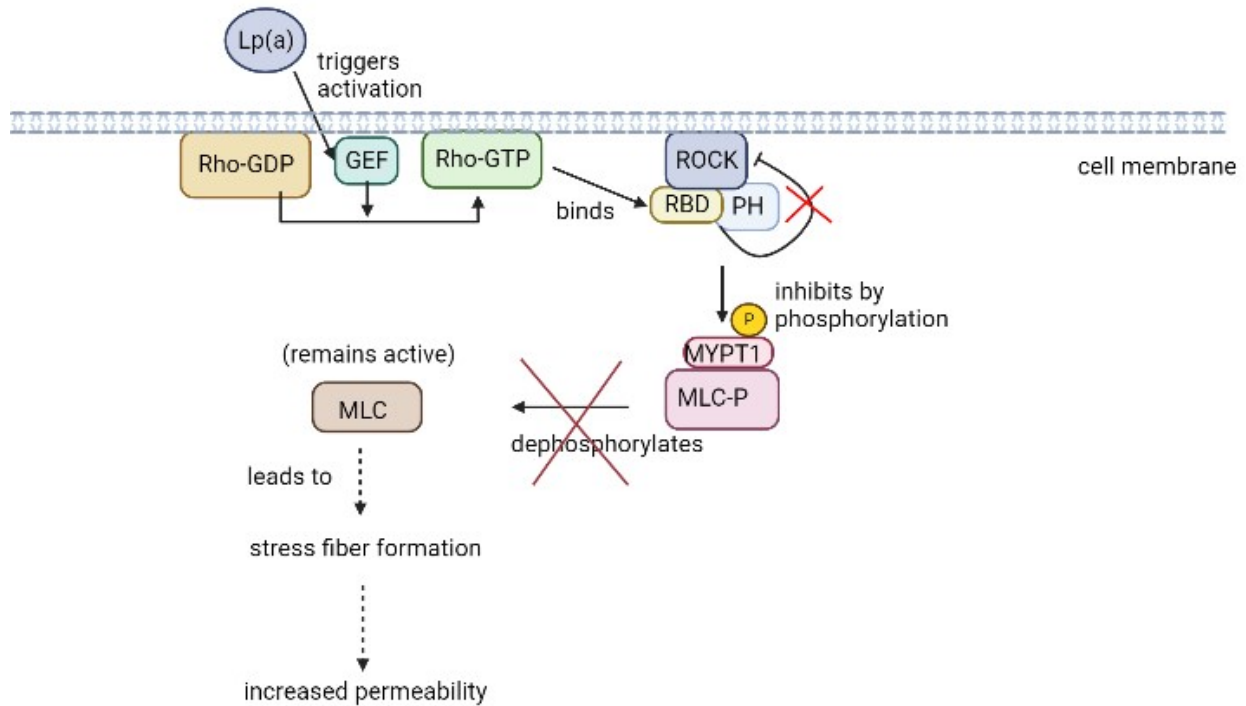 Lp(a)
triggers
activation
Rho-GDP
GEF
Rho-GTP
ROCK
cell membrane
RBD
PH
binds
inhibits by
phosphorylation
P
MYPT1
(remains active)
MLC-P
MLC
dephosphorylates
leads to
stress fiber formation
increased permeability